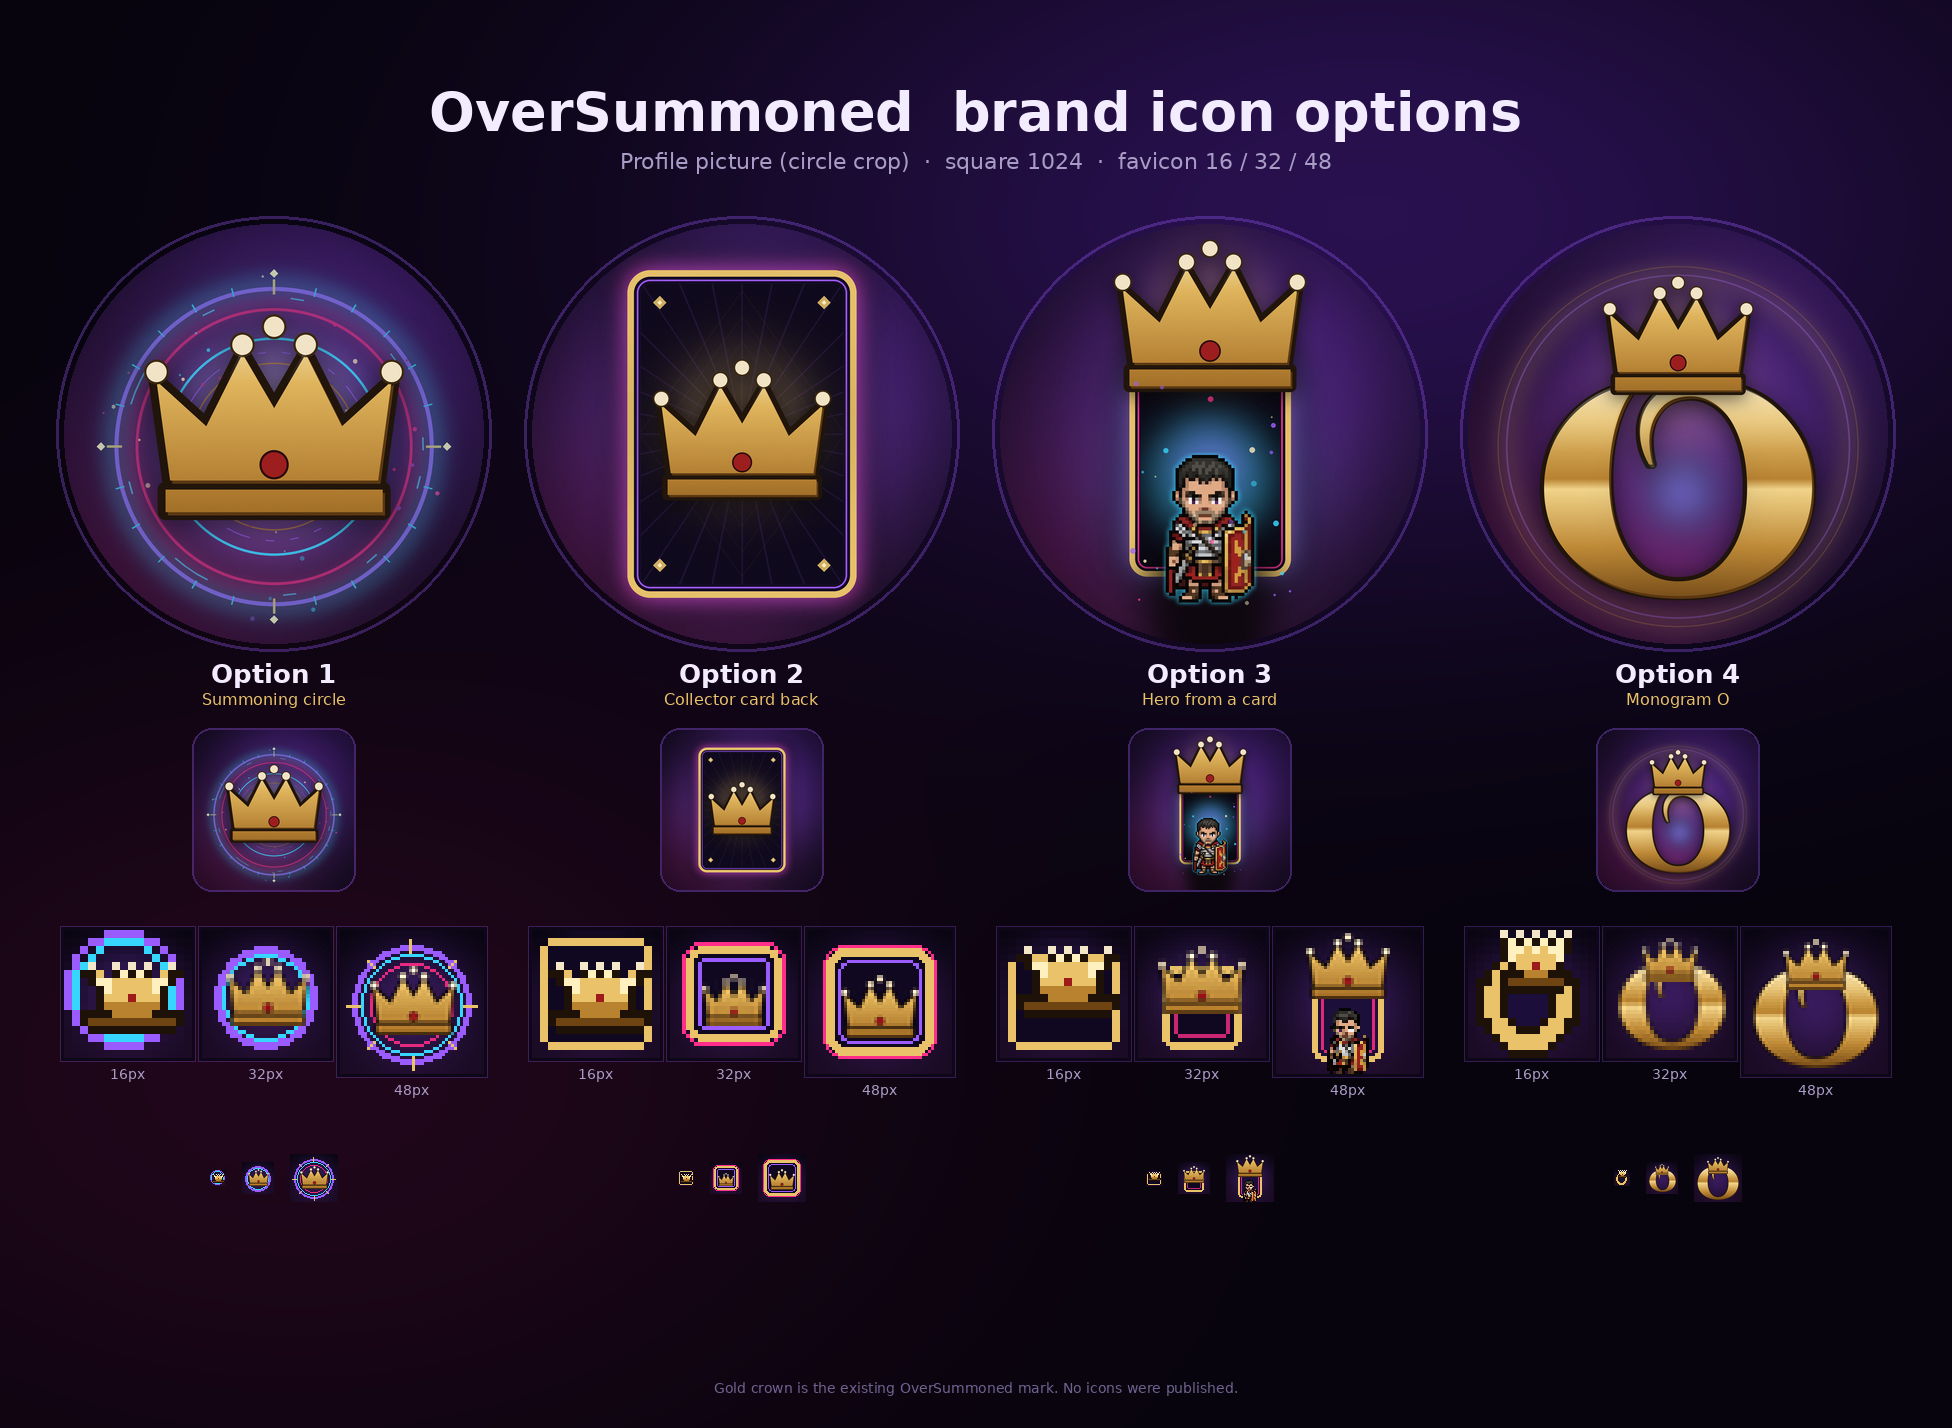 OverSummoned  brand icon options
Profile picture (circle crop)  ·  square 1024  ·  favicon 16 / 32 / 48
Option 1
Summoning circle
Option 2
Collector card back
Option 3
Hero from a card
Option 4
Monogram O
16px
32px
48px
16px
32px
48px
16px
32px
48px
16px
32px
48px
Gold crown is the existing OverSummoned mark. No icons were published.